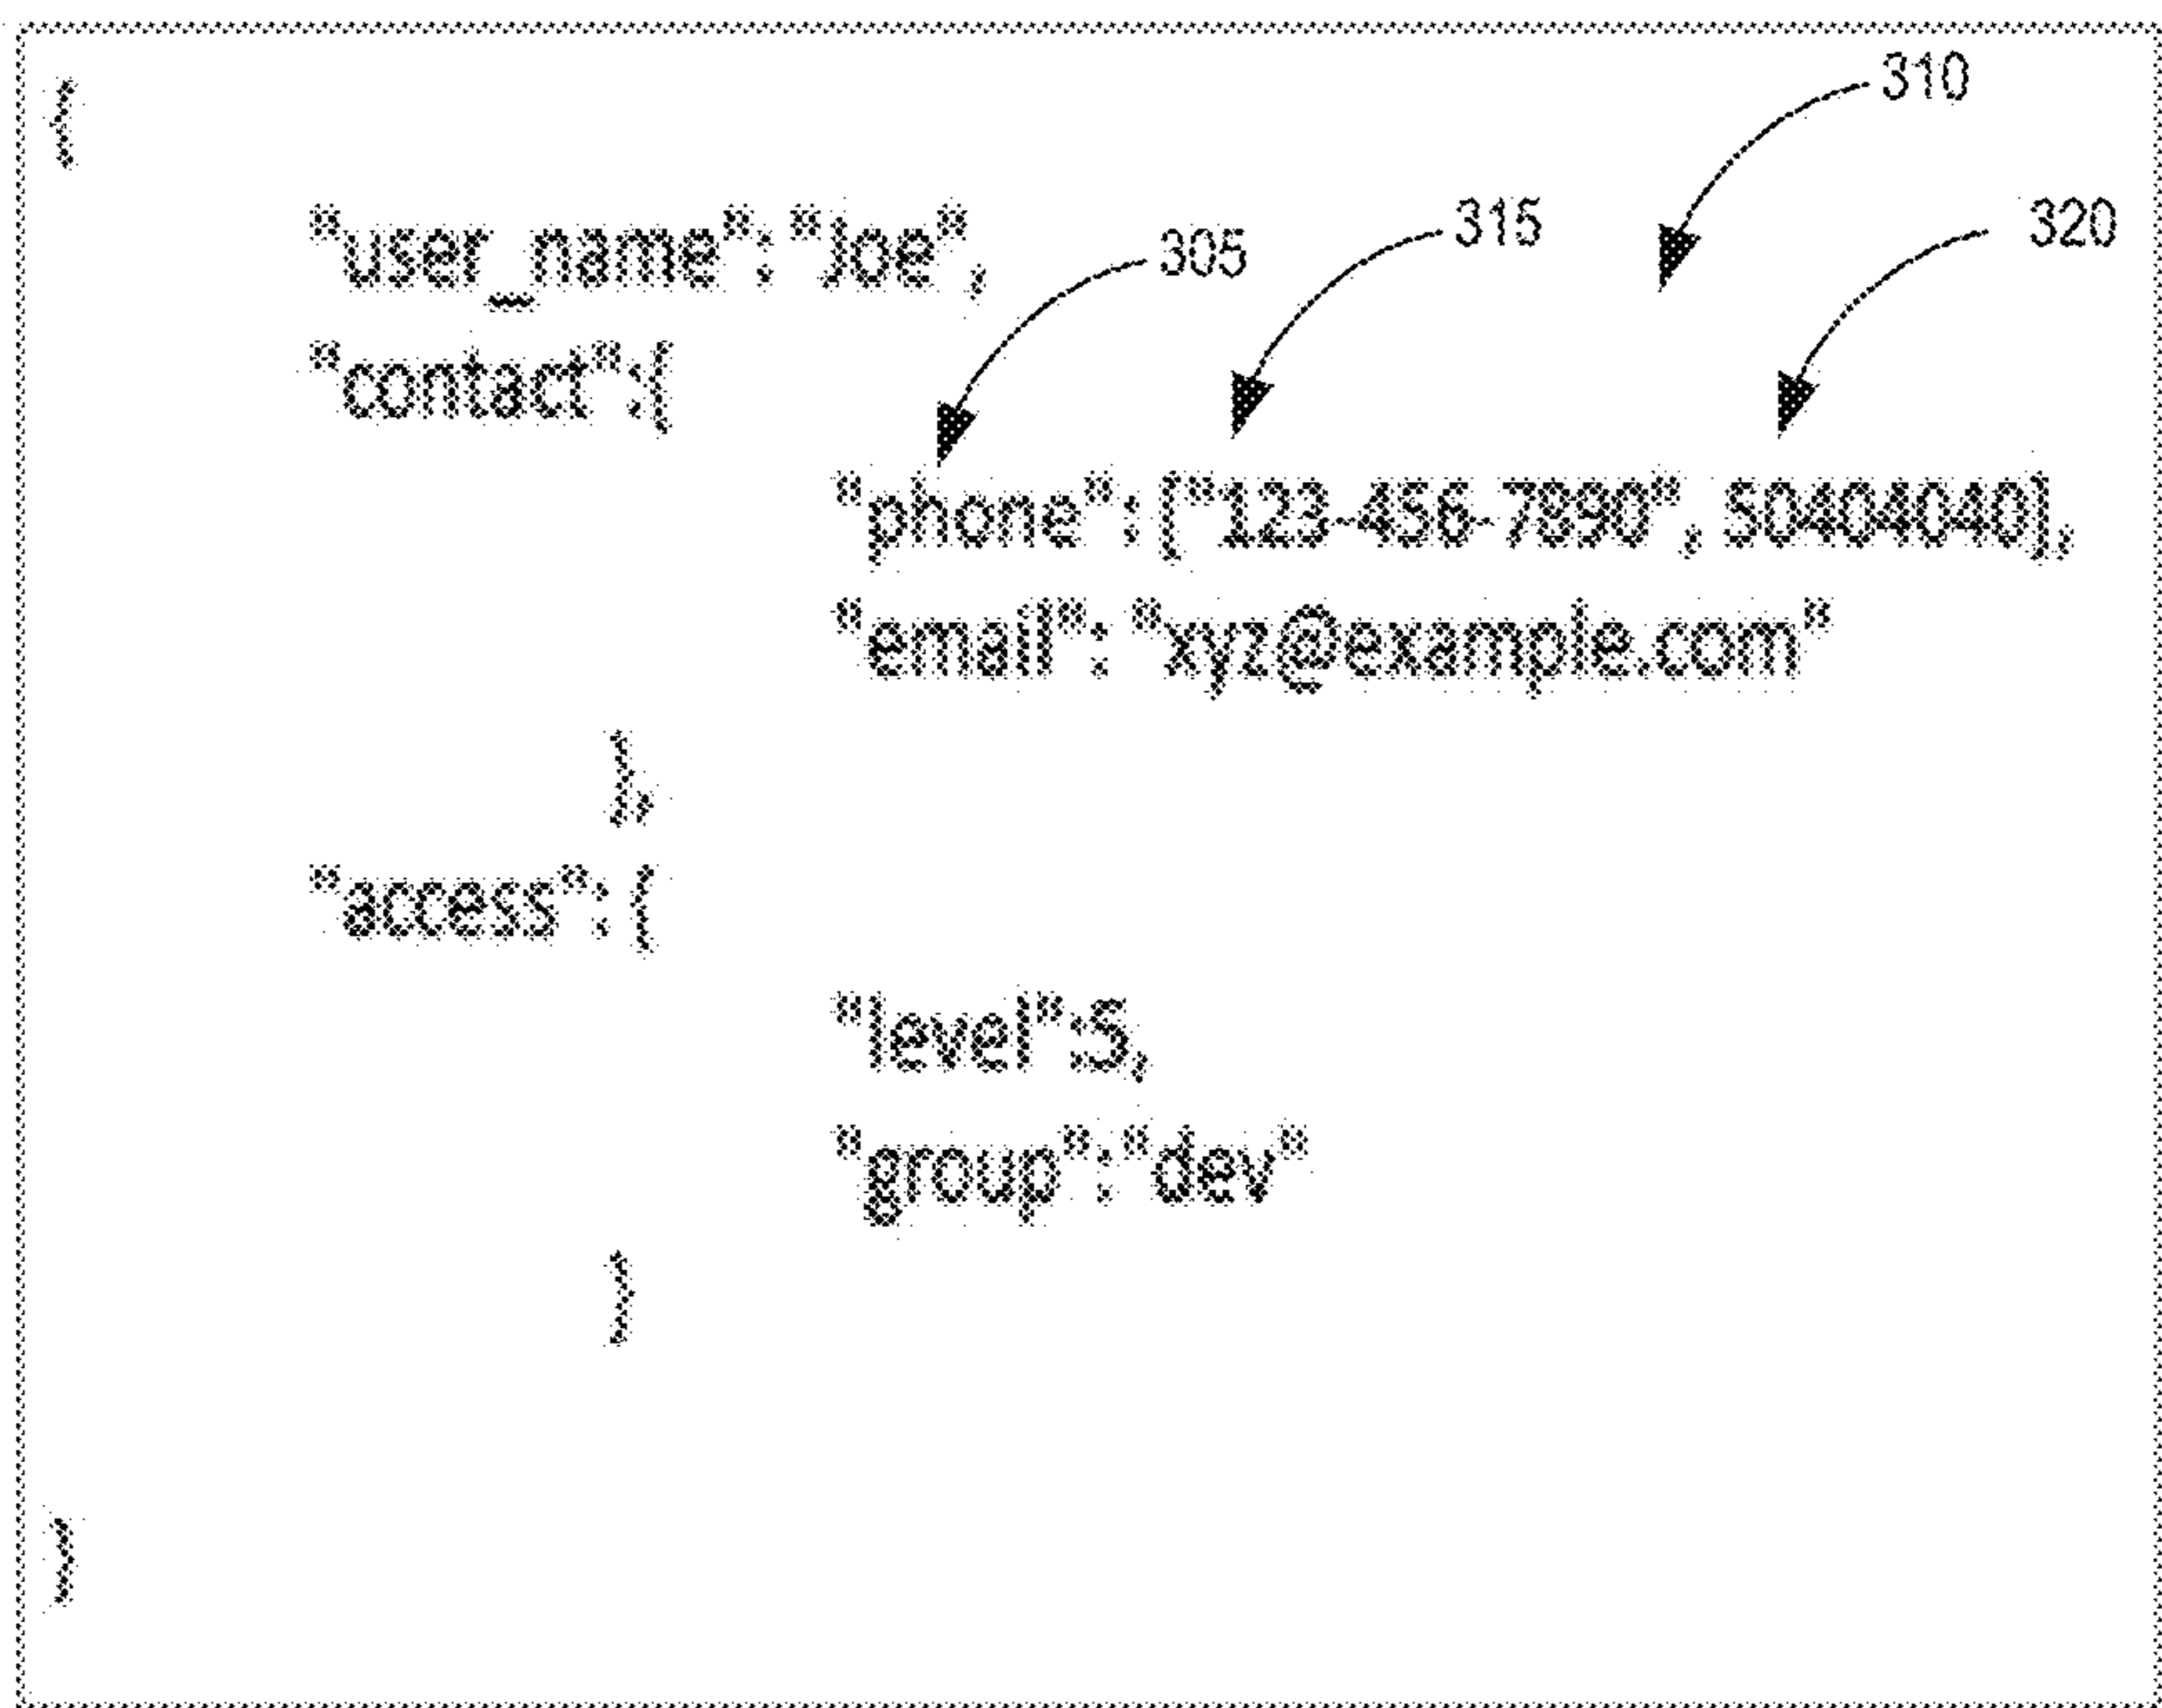 310
{
315
320
"user_name": "Joe",
305
"contact":{
"phone": ["123-456-7890", 50404040],
"email": "xyz@example.com"
},
"access": {
"level":5,
"group":"dev"
}
}